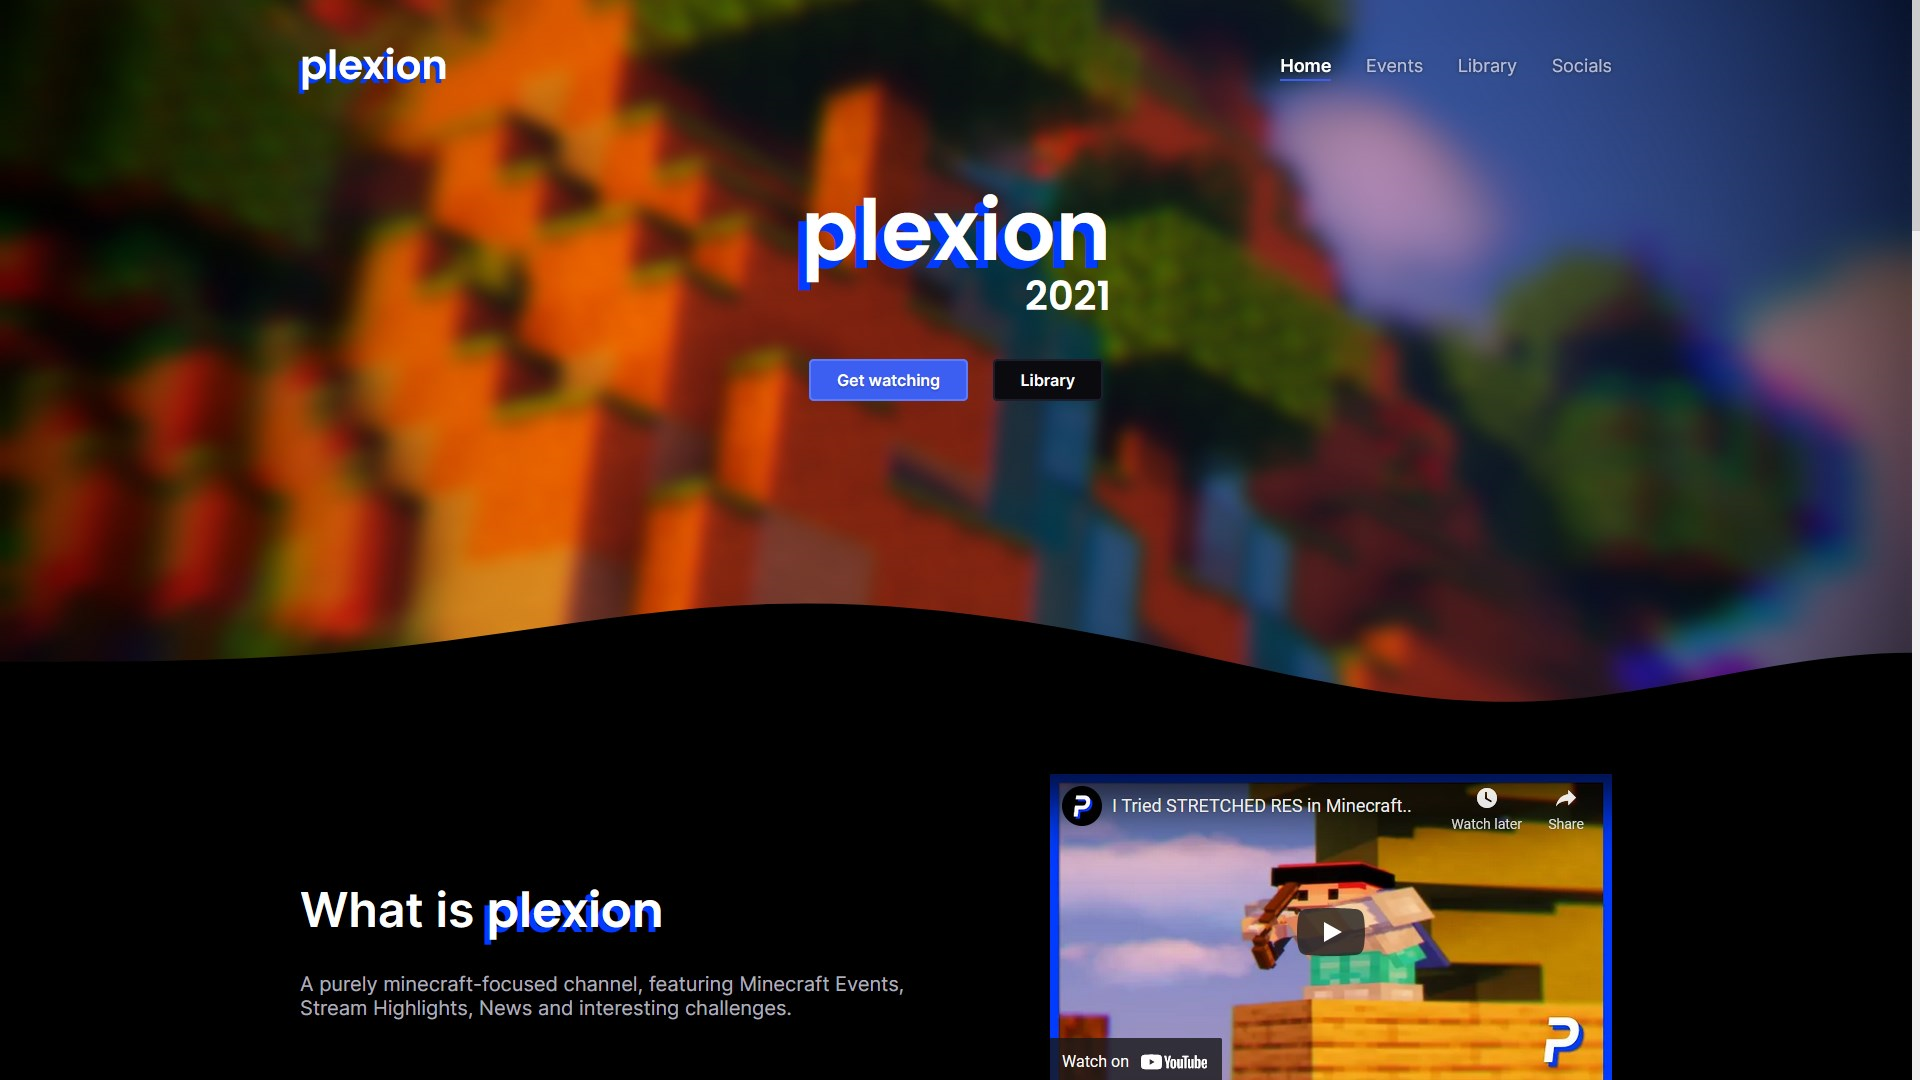 plexion
Home Events Library Socials
plexion
2021
Get watching Library
I Tried STRETCHED RES in Minecraft..
Watch later Share
What is plexion
A purely minecraft-focused channel, featuring Minecraft Events,
Stream Highlights, News and interesting challenges.
Watch on YouTube